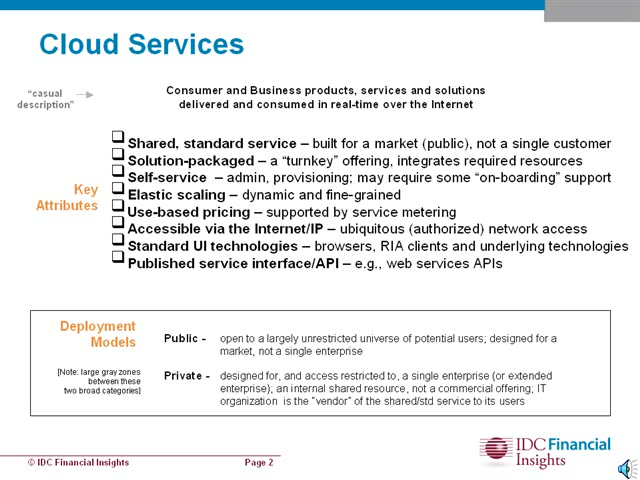 Cloud Services
"casual
description"
Consumer and Business products, services and solutions
delivered and consumed in real-time over the Internet
Key
Attributes
Shared, standard service – built for a market (public), not a single customer
Solution-packaged – a "turnkey" offering, integrates required resources
Self-service – admin, provisioning; may require some "on-boarding" support
Elastic scaling – dynamic and fine-grained
Use-based pricing – supported by service metering
Accessible via the Internet/IP – ubiquitous (authorized) network access
Standard UI technologies – browsers, RIA clients and underlying technologies
Published service interface/API – e.g., web services APIs
Deployment
Models
[Note: large gray zones
between these
two broad categories]
Public - open to a largely unrestricted universe of potential users; designed for a
market, not a single enterprise
Private - designed for, and access restricted to, a single enterprise (or extended
enterprise); an internal shared resource, not a commercial offering; IT
organization is the "vendor" of the shared/std service to its users
© IDC Financial Insights
Page 2
IDC Financial
Insights